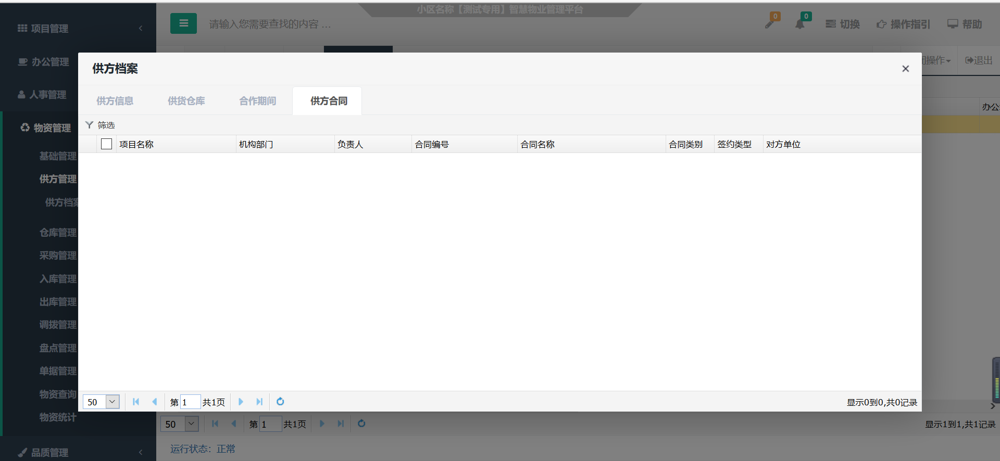 小区名称【测试专用】智慧物业管理平台
请输入您需要查找的内容 ...
0
0
切换
操作指引
帮助
项目管理
办公管理
人事管理
物资管理
基础管理
供方管理
供方档案
仓库管理
采购管理
入库管理
出库管理
调拨管理
盘点管理
单据管理
物资查询
物资统计
品质管理
操作
退出
办公
供方档案
×
供方信息
供货仓库
合作期间
供方合同
筛选
项目名称
机构部门
负责人
合同编号
合同名称
合同类别
签约类型
对方单位
50
第 1 共1页
显示0到0,共0记录
50
第 1 共1页
显示1到1,共1记录
运行状态：正常